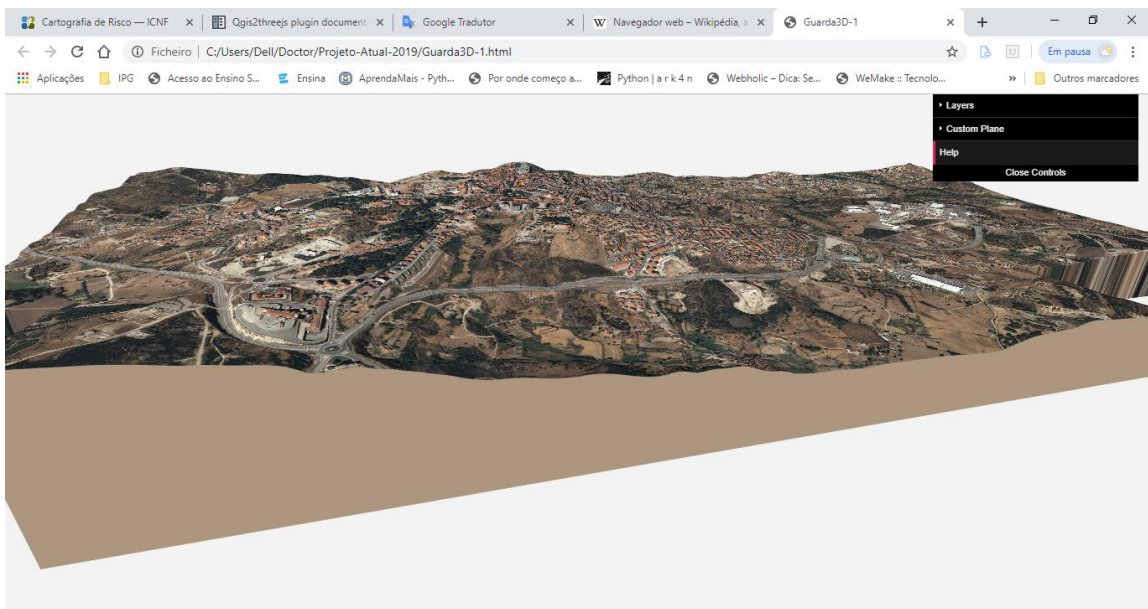 Cartografia de Risco — ICNF
Qgis2threejs plugin document
Google Tradutor
Navegador web – Wikipédia, a
Guarda3D-1
Ficheiro | C:/Users/Dell/Doctor/Projeto-Atual-2019/Guarda3D-1.html
Em pausa
Aplicações
IPG
Acesso ao Ensino S...
Ensina
AprendaMais - Pyth...
Por onde começo a...
Python | a r k 4 n
Webholic – Dica: Se...
WeMake :: Tecnolo...
»
Outros marcadores
Layers
Custom Plane
Help
Close Controls